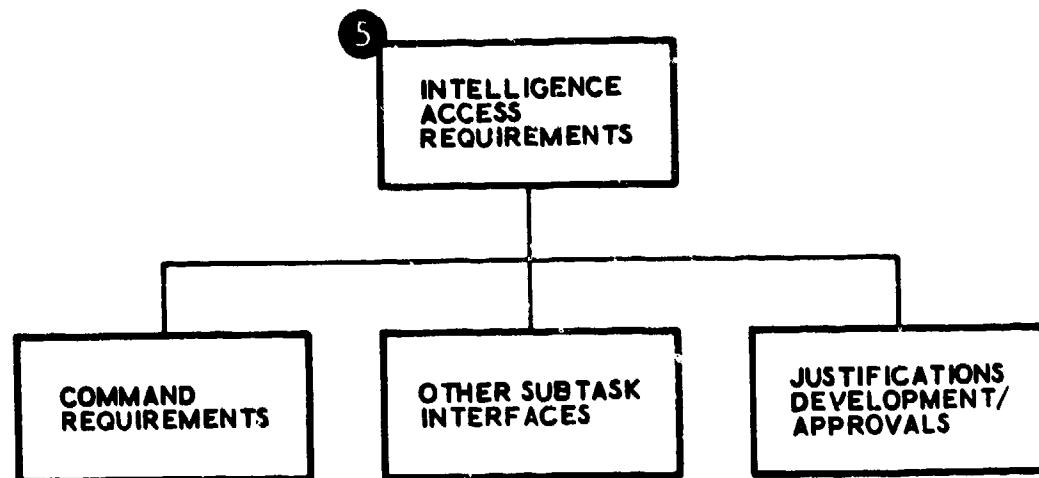 5
INTELLIGENCE
ACCESS
REQUIREMENTS
COMMAND
REQUIREMENTS
OTHER SUBTASK
INTERFACES
JUSTIFICATIONS
DEVELOPMENT/
APPROVALS